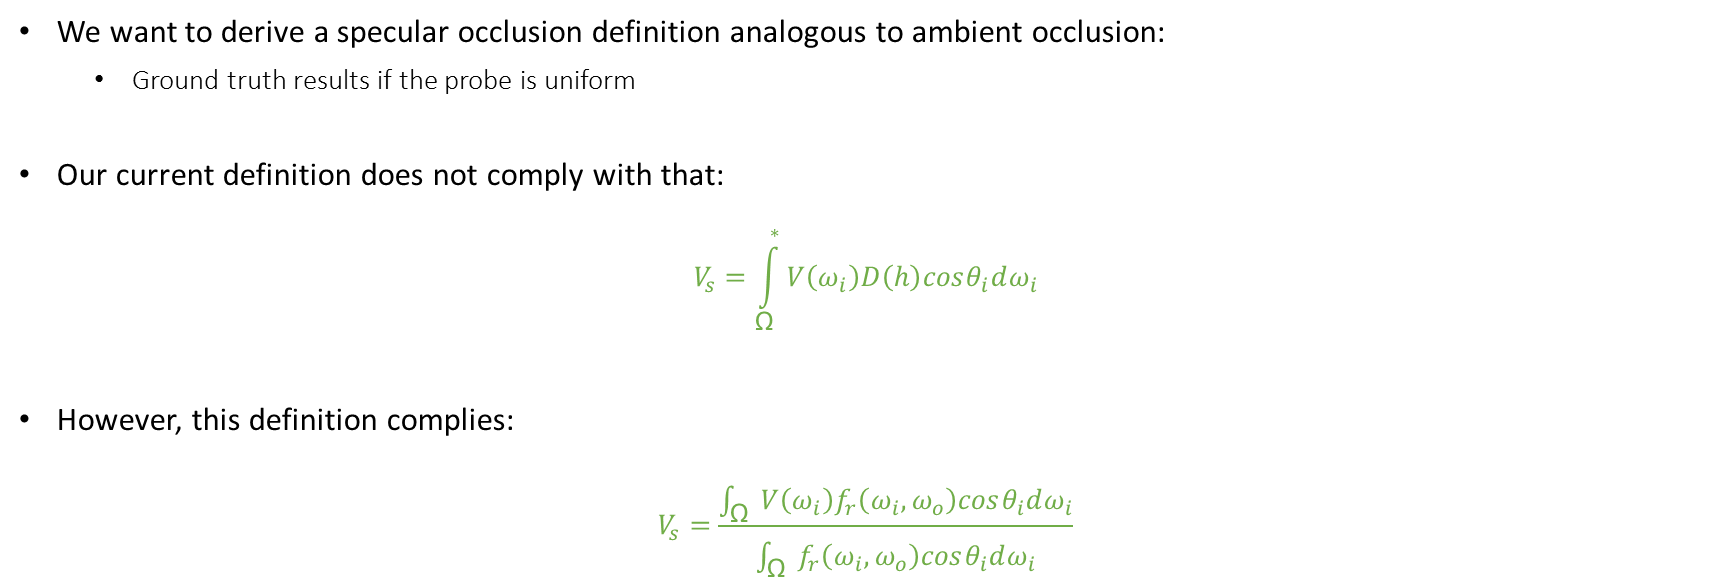 • We want to derive a specular occlusion definition analogous to ambient occlusion:
• Ground truth results if the probe is uniform
• Our current definition does not comply with that:
V_s = ∫_Ω^* V(ω_i)D(h)cosθ_i dω_i
• However, this definition complies:
V_s = \frac{∫_Ω V(ω_i)f_r(ω_i, ω_o)cosθ_i dω_i}{∫_Ω f_r(ω_i, ω_o)cosθ_i dω_i}